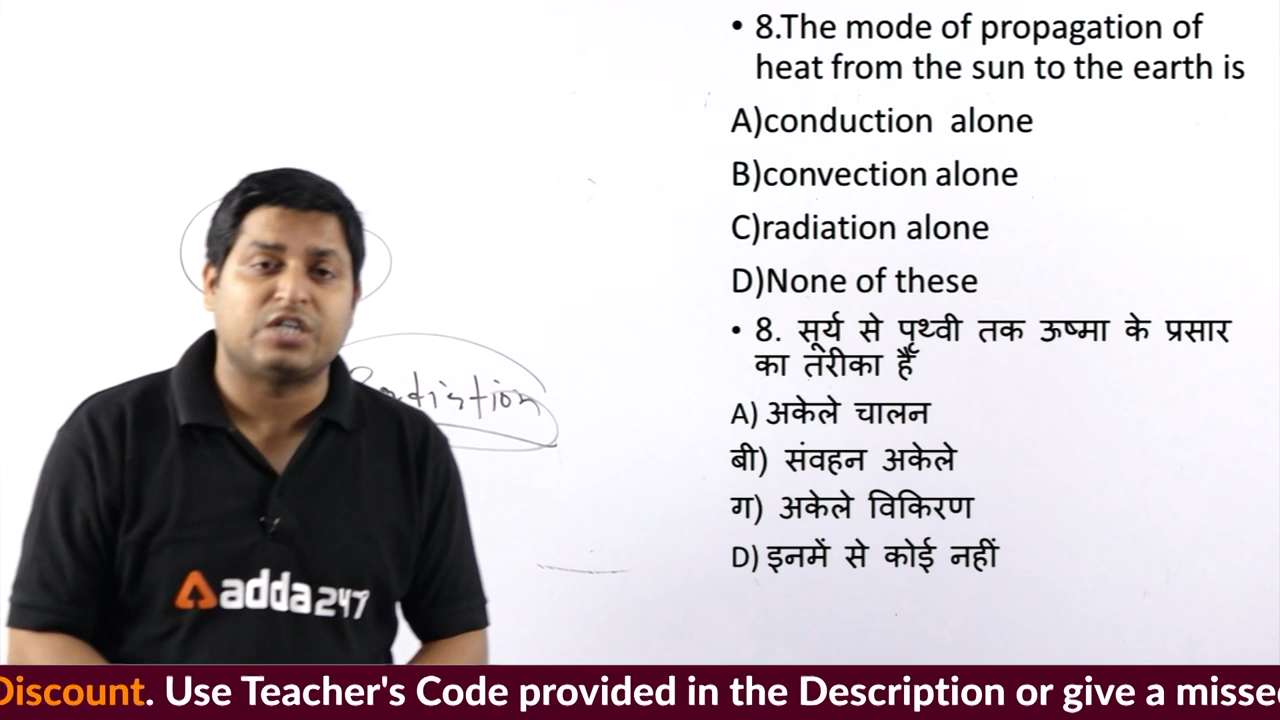 • 8.The mode of propagation of
heat from the sun to the earth is
A)conduction alone
B)convection alone
C)radiation alone
D)None of these
• 8. सूर्य से पृथ्वी तक ऊष्मा के प्रसार
का तरीका है
A) अकेले चालन
बी) संवहन अकेले
ग) अकेले विकिरण
D) इनमें से कोई नहीं
Radiation
adda247
Discount. Use Teacher's Code provided in the Description or give a missed